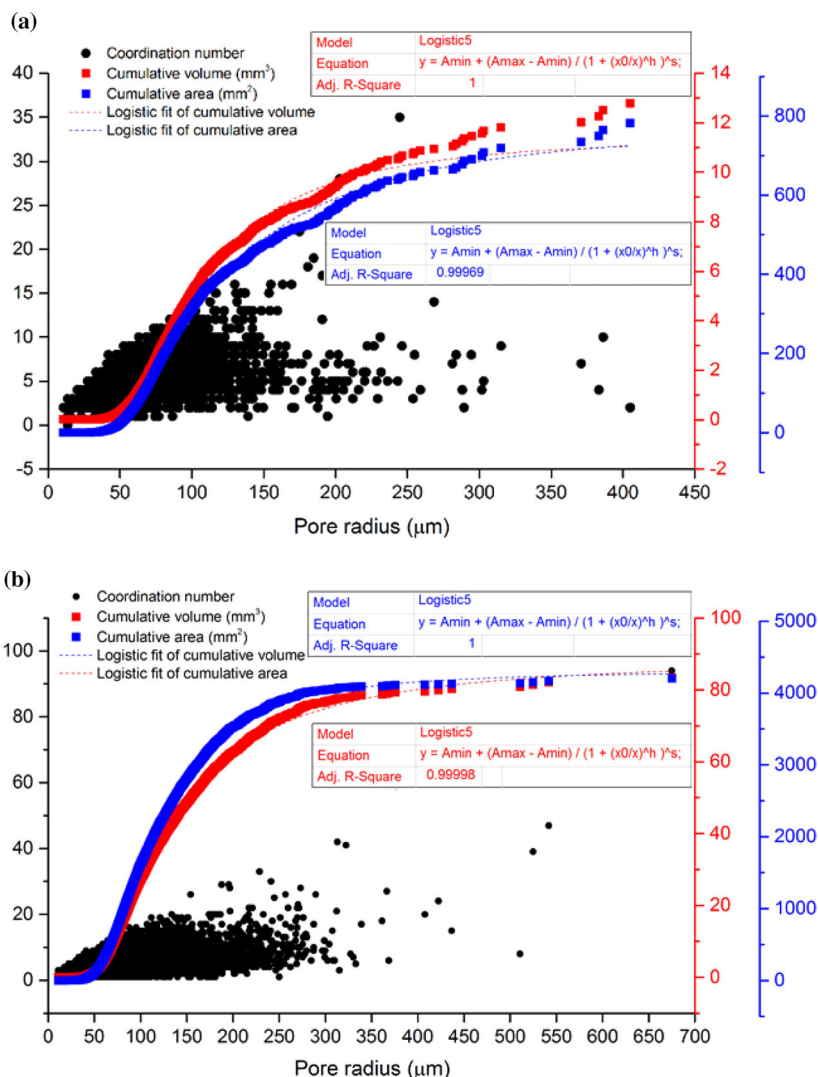 (a)
Coordination number
Cumulative volume (mm³)
Cumulative area (mm²)
Logistic fit of cumulative volume
Logistic fit of cumulative area
Model Logistic5
Equation y = Amin + (Amax - Amin) / (1 + (x0/x)^h )^s;
Adj. R-Square 1
Model Logistic5
Equation y = Amin + (Amax - Amin) / (1 + (x0/x)^h )^s;
Adj. R-Square 0.99969
40
35
30
25
20
15
10
5
0
-5
14
12
10
8
6
4
2
0
-2
800
600
400
200
0
0 50 100 150 200 250 300 350 400 450
Pore radius (μm)
(b)
Coordination number
Cumulative volume (mm³)
Cumulative area (mm²)
Logistic fit of cumulative volume
Logistic fit of cumulative area
Model Logistic5
Equation y = Amin + (Amax - Amin) / (1 + (x0/x)^h )^s;
Adj. R-Square 1
Model Logistic5
Equation y = Amin + (Amax - Amin) / (1 + (x0/x)^h )^s;
Adj. R-Square 0.99998
100
80
60
40
20
0
100
80
60
40
20
0
5000
4000
3000
2000
1000
0
0 50 100 150 200 250 300 350 400 450 500 550 600 650 700
Pore radius (μm)